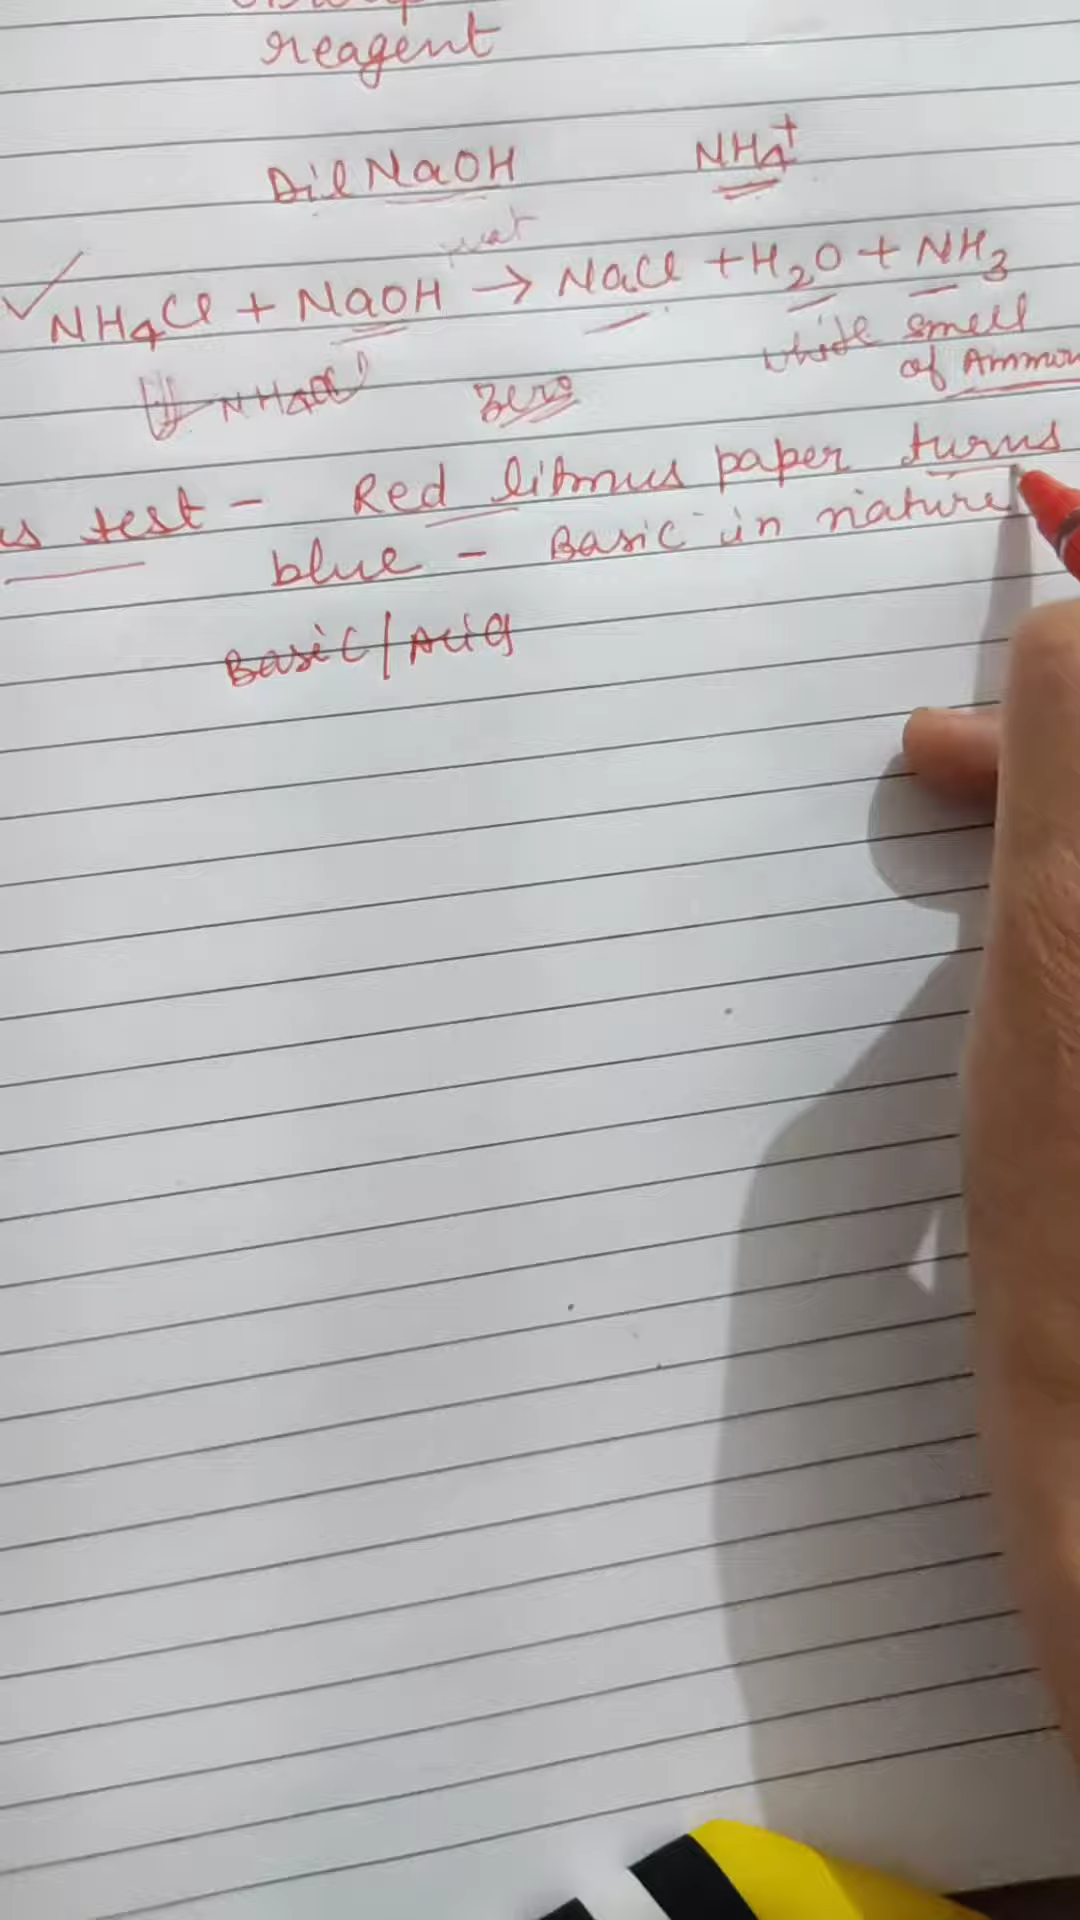 reagent
Dil NaOH NH4+
heat
NH4Cl + NaOH → NaCl + H2O + NH3
white smell
of Ammon
NH4Cl Zero
us test - Red litmus paper turns
blue - Basic in nature
Basic/Acid